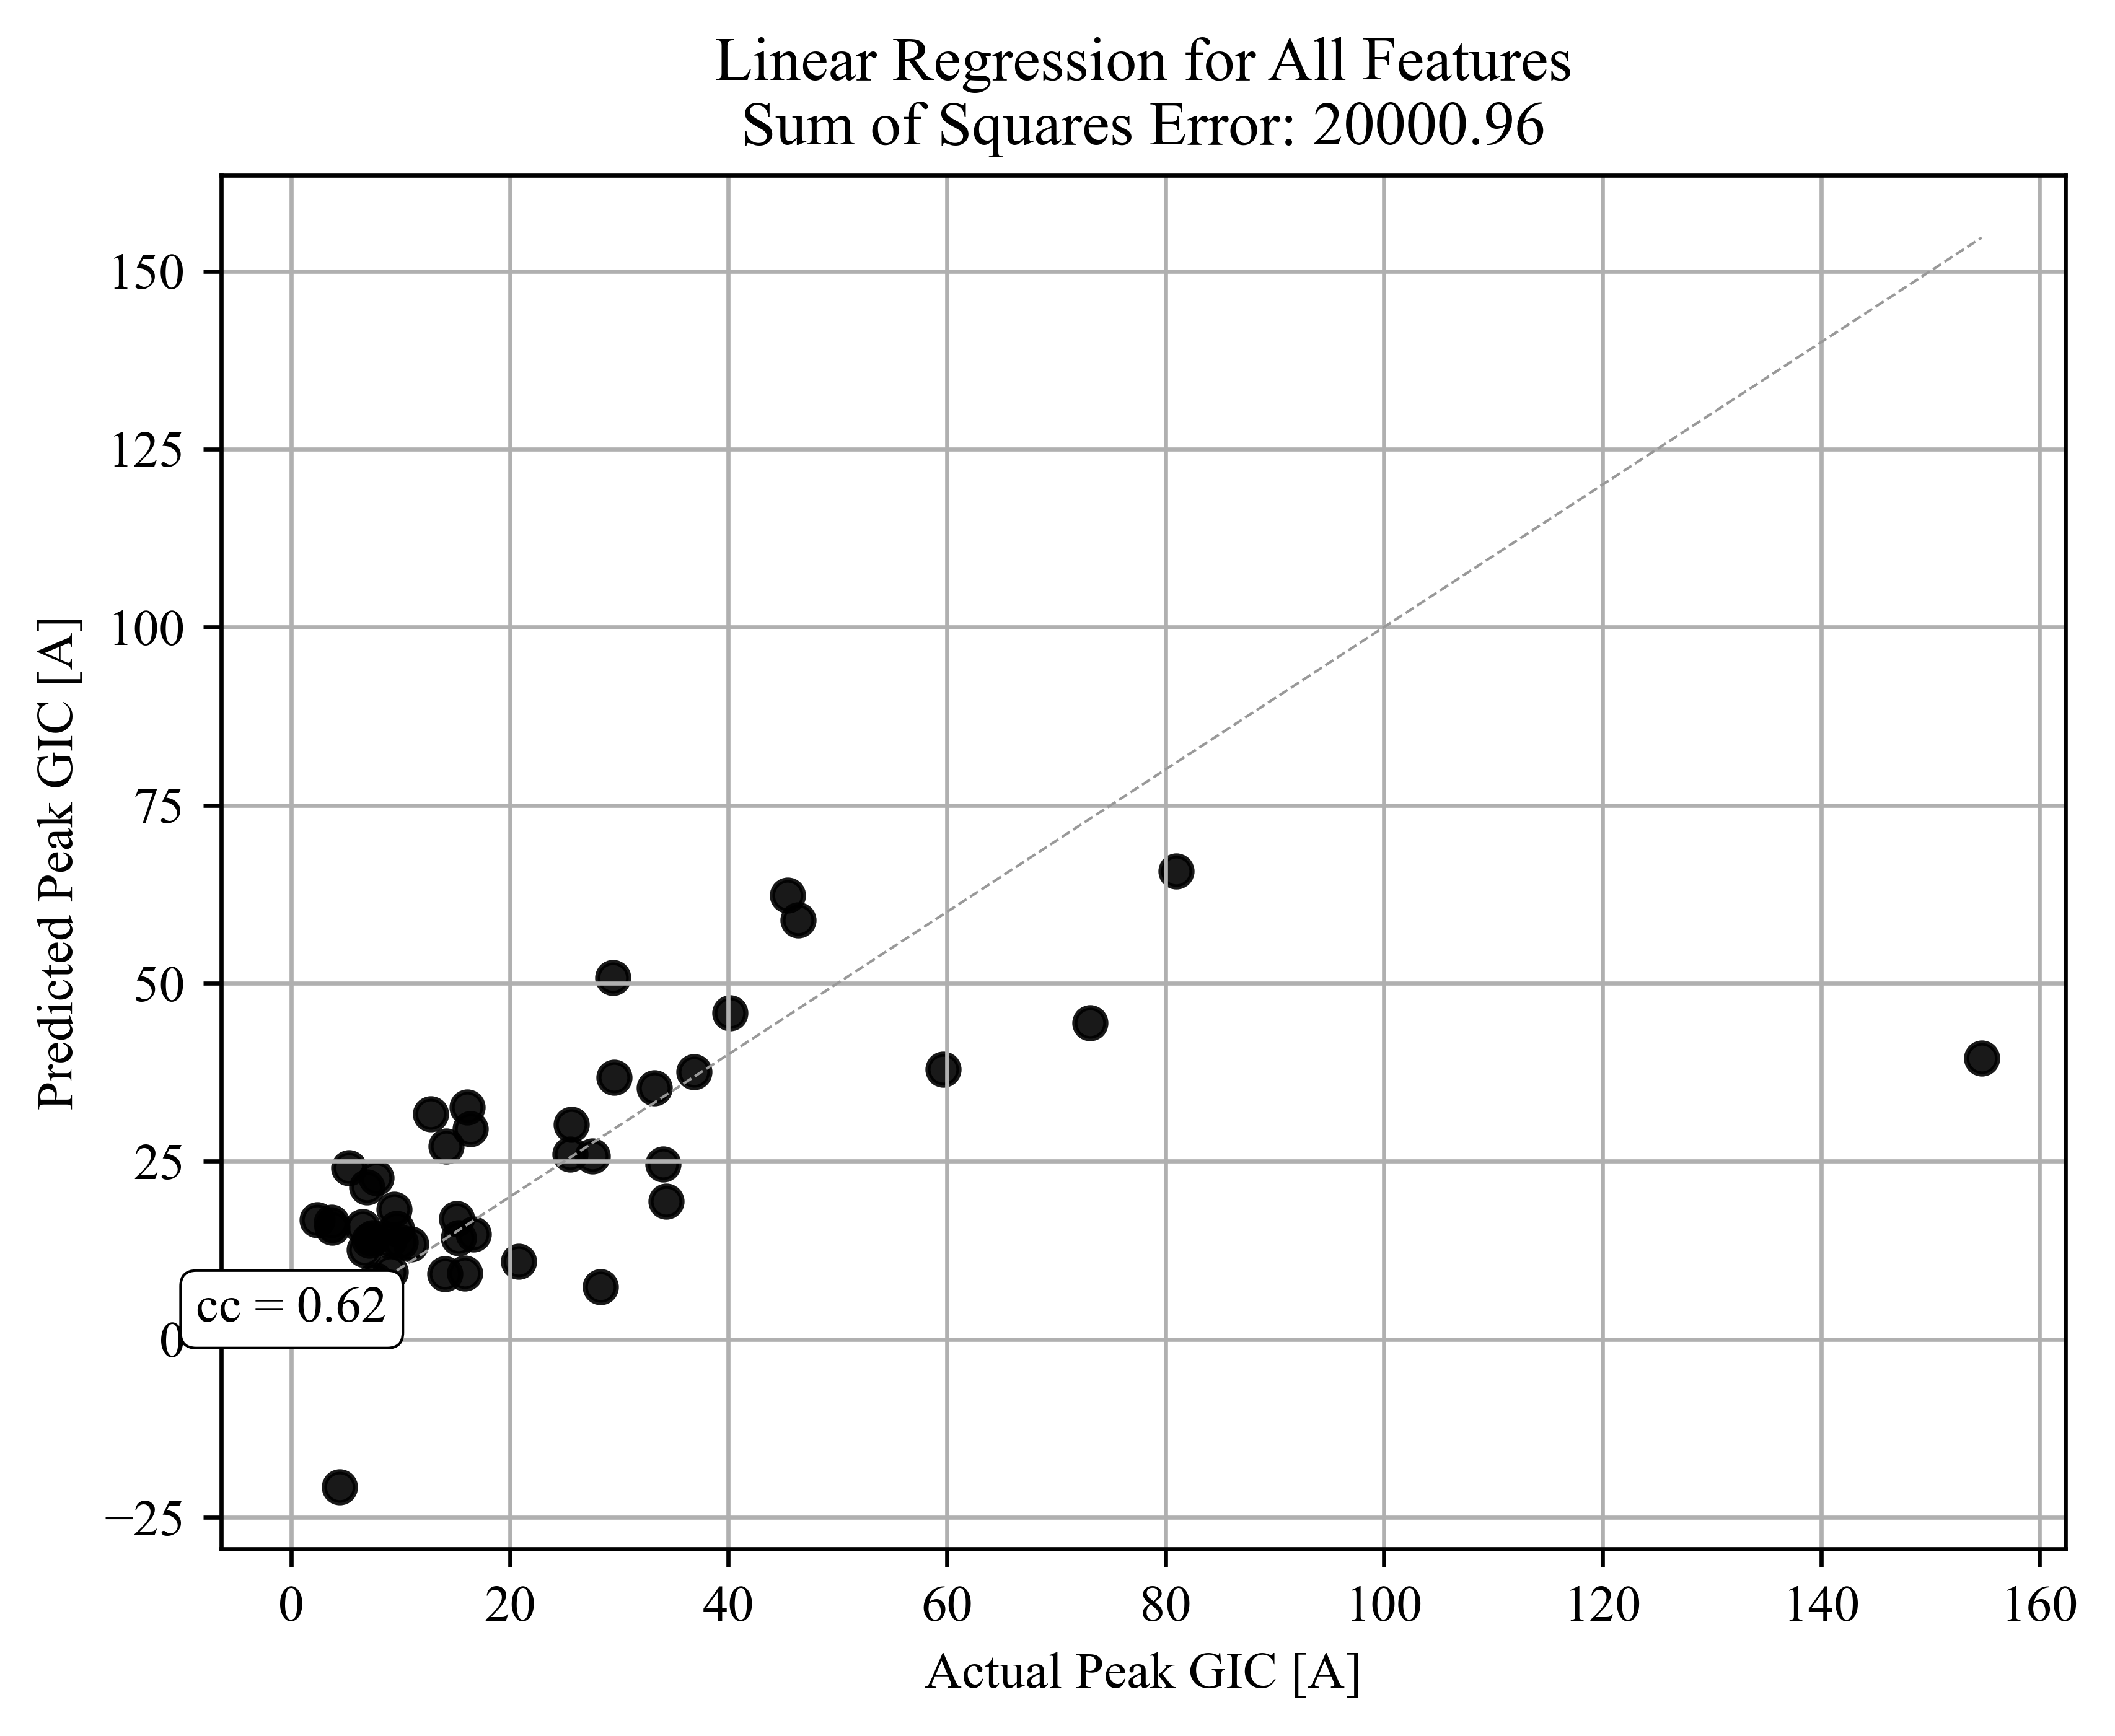 Linear Regression for All Features
Sum of Squares Error: 20000.96
Predicted Peak GIC [A]
150
125
100
75
50
25
0
−25
cc = 0.62
0 20 40 60 80 100 120 140 160
Actual Peak GIC [A]